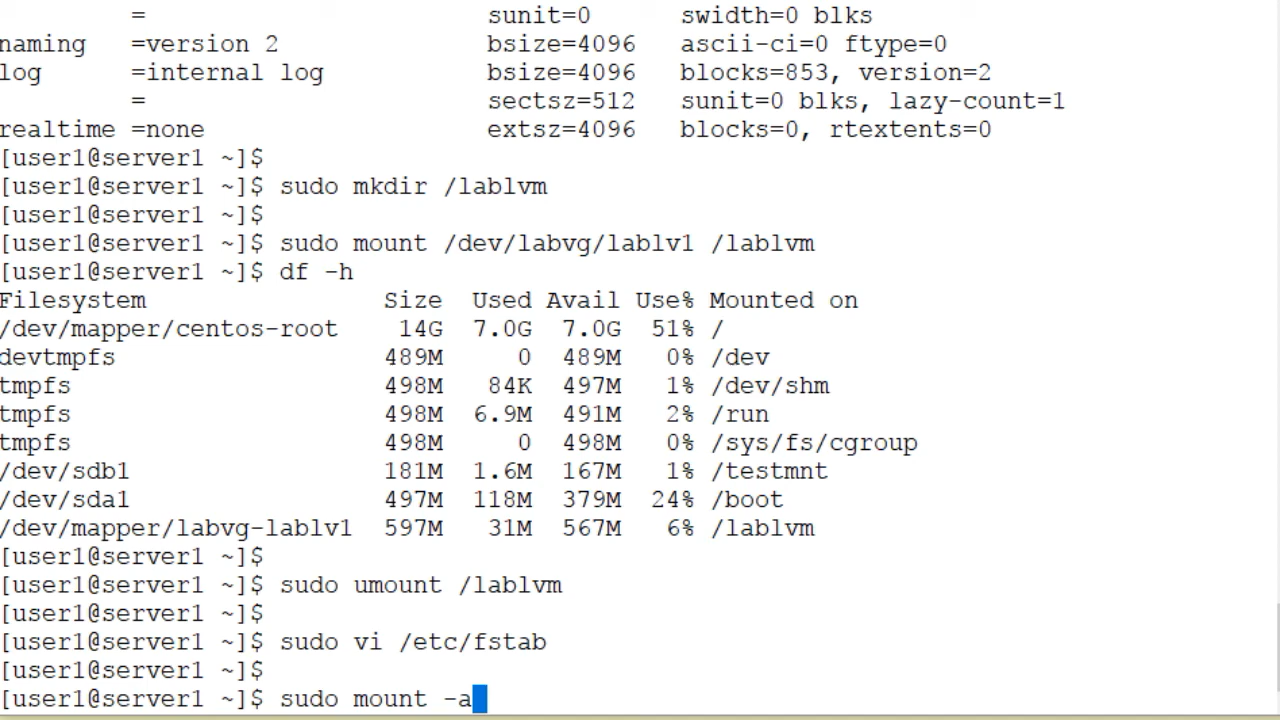 = sunit=0 swidth=0 blks
naming =version 2 bsize=4096 ascii-ci=0 ftype=0
log =internal log bsize=4096 blocks=853, version=2
= sectsz=512 sunit=0 blks, lazy-count=1
realtime =none extsz=4096 blocks=0, rtextents=0
[user1@server1 ~]$
[user1@server1 ~]$ sudo mkdir /lablvm
[user1@server1 ~]$
[user1@server1 ~]$ sudo mount /dev/labvg/lablv1 /lablvm
[user1@server1 ~]$ df -h
Filesystem Size Used Avail Use% Mounted on
/dev/mapper/centos-root 14G 7.0G 7.0G 51% /
devtmpfs 489M 0 489M 0% /dev
tmpfs 498M 84K 497M 1% /dev/shm
tmpfs 498M 6.9M 491M 2% /run
tmpfs 498M 0 498M 0% /sys/fs/cgroup
/dev/sdb1 181M 1.6M 167M 1% /testmnt
/dev/sda1 497M 118M 379M 24% /boot
/dev/mapper/labvg-lablv1 597M 31M 567M 6% /lablvm
[user1@server1 ~]$
[user1@server1 ~]$ sudo umount /lablvm
[user1@server1 ~]$
[user1@server1 ~]$ sudo vi /etc/fstab
[user1@server1 ~]$
[user1@server1 ~]$ sudo mount -a